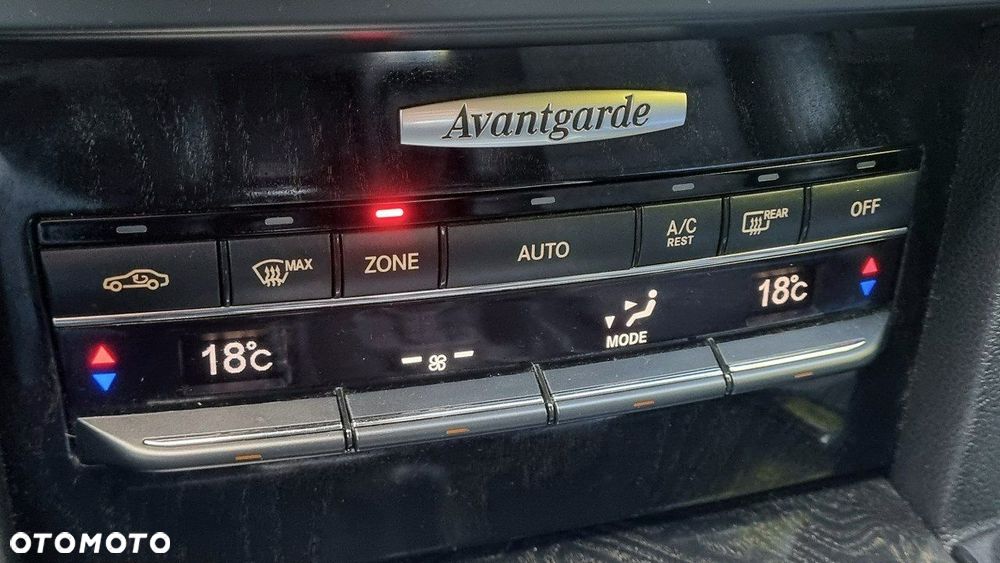 Avantgarde
MAX
ZONE
AUTO
A/C
REST
REAR
OFF
18°C
MODE
18°C
OTOMOTO